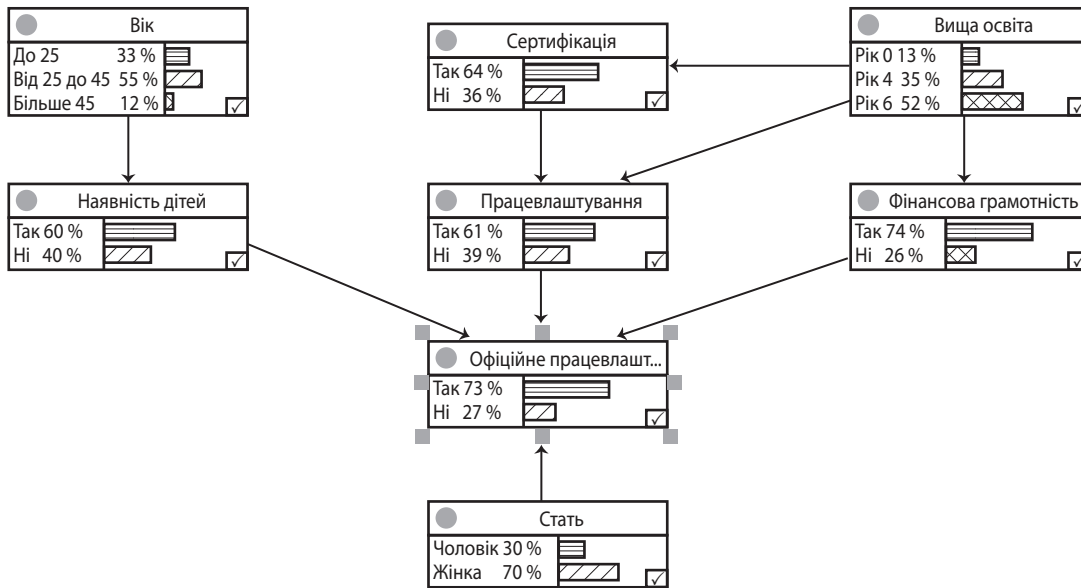 Вік
До 25 33 %
Від 25 до 45 55 %
Більше 45 12 %
Сертифікація
Так 64 %
Ні 36 %
Вища освіта
Рік 0 13 %
Рік 4 35 %
Рік 6 52 %
Наявність дітей
Так 60 %
Ні 40 %
Працевлаштування
Так 61 %
Ні 39 %
Фінансова грамотність
Так 74 %
Ні 26 %
Офіційне працевлашт...
Так 73 %
Ні 27 %
Стать
Чоловік 30 %
Жінка 70 %